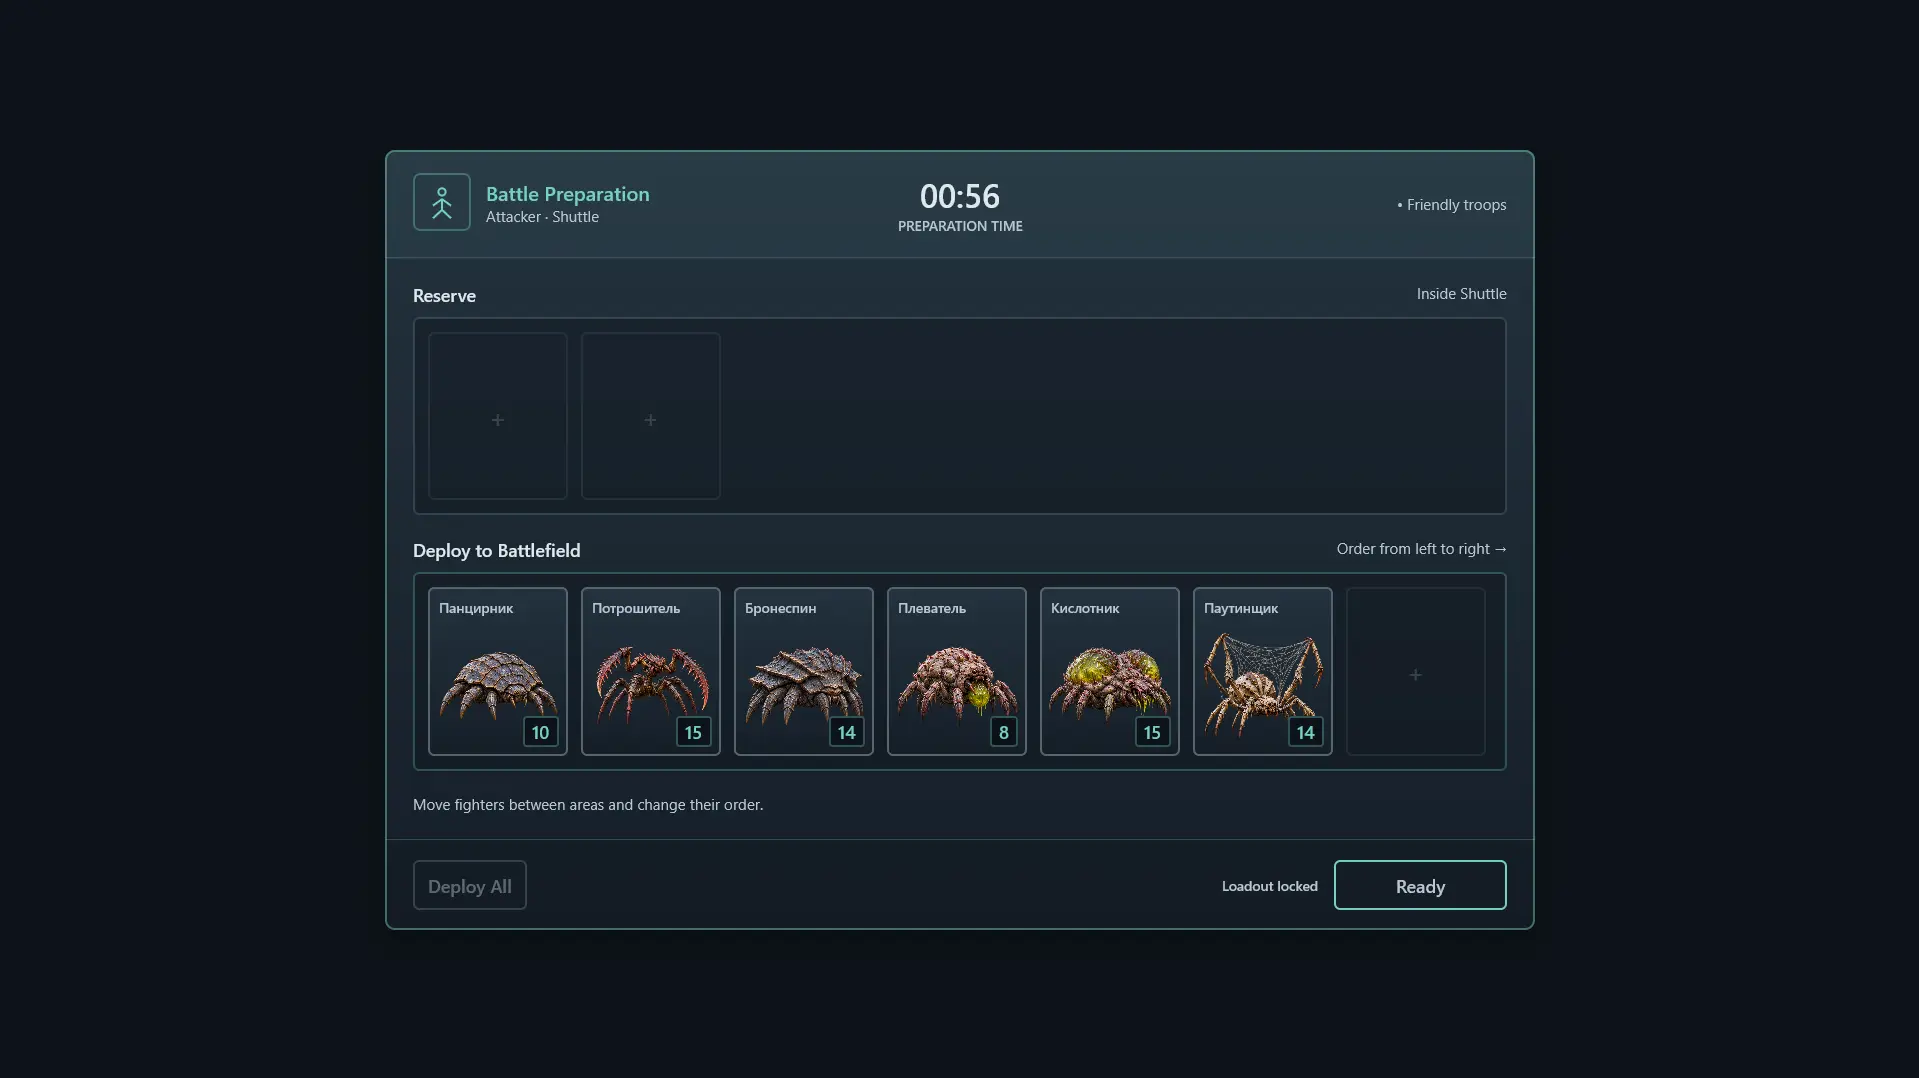 Battle Preparation
Attacker · Shuttle
00:56
PREPARATION TIME
• Friendly troops
Reserve
Inside Shuttle
+
+
Deploy to Battlefield
Order from left to right →
Панцирник
10
Потрошитель
15
Бронеспин
14
Плеватель
8
Кислотник
15
Паутинщик
14
+
Move fighters between areas and change their order.
Deploy All
Loadout locked
Ready